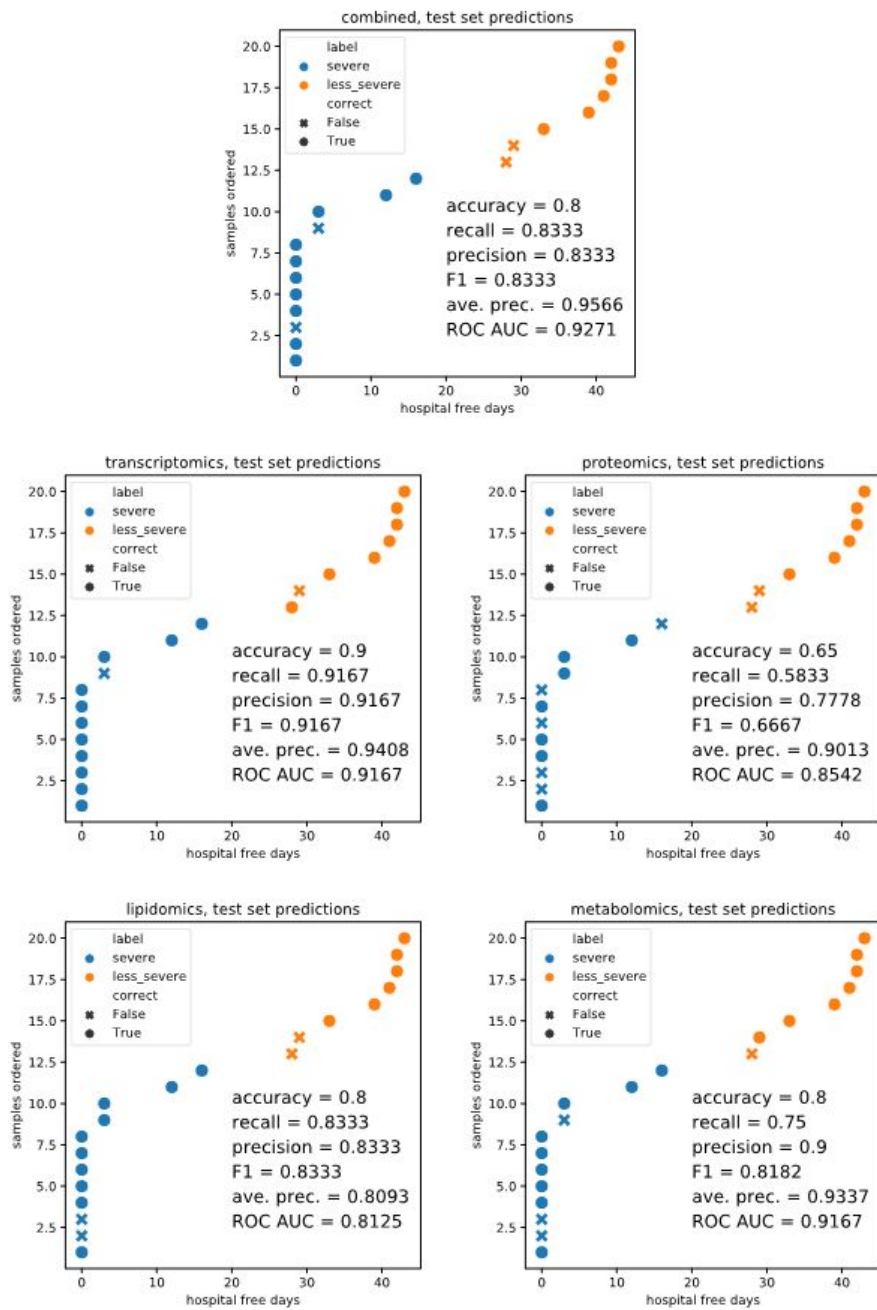 combined, test set predictions
20.0
17.5
15.0
12.5
10.0
7.5
5.0
2.5
samples ordered
label
severe
less_severe
correct
False
True
accuracy = 0.8
recall = 0.8333
precision = 0.8333
F1 = 0.8333
ave. prec. = 0.9566
ROC AUC = 0.9271
0 10 20 30 40
hospital free days
transcriptomics, test set predictions
20.0
17.5
15.0
12.5
10.0
7.5
5.0
2.5
samples ordered
label
severe
less_severe
correct
False
True
accuracy = 0.9
recall = 0.9167
precision = 0.9167
F1 = 0.9167
ave. prec. = 0.9408
ROC AUC = 0.9167
0 10 20 30 40
hospital free days
proteomics, test set predictions
20.0
17.5
15.0
12.5
10.0
7.5
5.0
2.5
samples ordered
label
severe
less_severe
correct
False
True
accuracy = 0.65
recall = 0.5833
precision = 0.7778
F1 = 0.6667
ave. prec. = 0.9013
ROC AUC = 0.8542
0 10 20 30 40
hospital free days
lipidomics, test set predictions
20.0
17.5
15.0
12.5
10.0
7.5
5.0
2.5
samples ordered
label
severe
less_severe
correct
False
True
accuracy = 0.8
recall = 0.8333
precision = 0.8333
F1 = 0.8333
ave. prec. = 0.8093
ROC AUC = 0.8125
0 10 20 30 40
hospital free days
metabolomics, test set predictions
20.0
17.5
15.0
12.5
10.0
7.5
5.0
2.5
samples ordered
label
severe
less_severe
correct
False
True
accuracy = 0.8
recall = 0.75
precision = 0.9
F1 = 0.8182
ave. prec. = 0.9337
ROC AUC = 0.9167
0 10 20 30 40
hospital free days